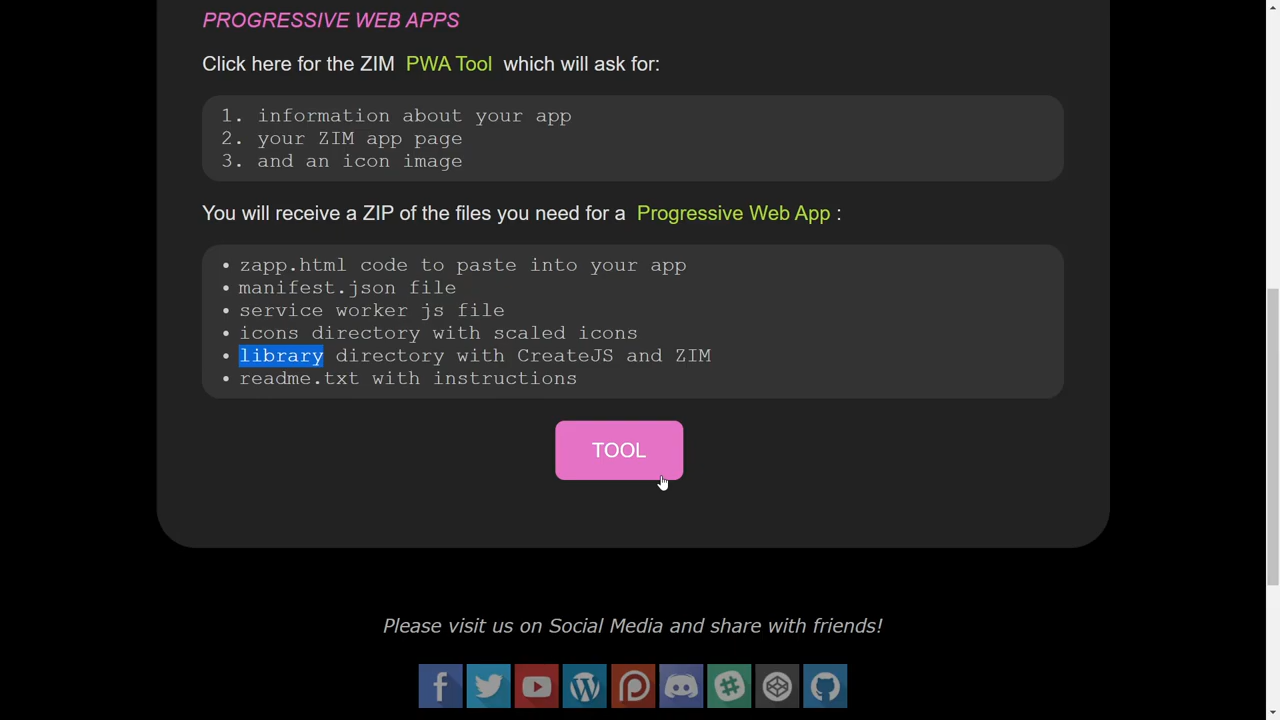 PROGRESSIVE WEB APPS
Click here for the ZIM PWA Tool which will ask for:
1. information about your app
2. your ZIM app page
3. and an icon image
You will receive a ZIP of the files you need for a Progressive Web App :
• zapp.html code to paste into your app
• manifest.json file
• service worker js file
• icons directory with scaled icons
• library directory with CreateJS and ZIM
• readme.txt with instructions
TOOL
Please visit us on Social Media and share with friends!